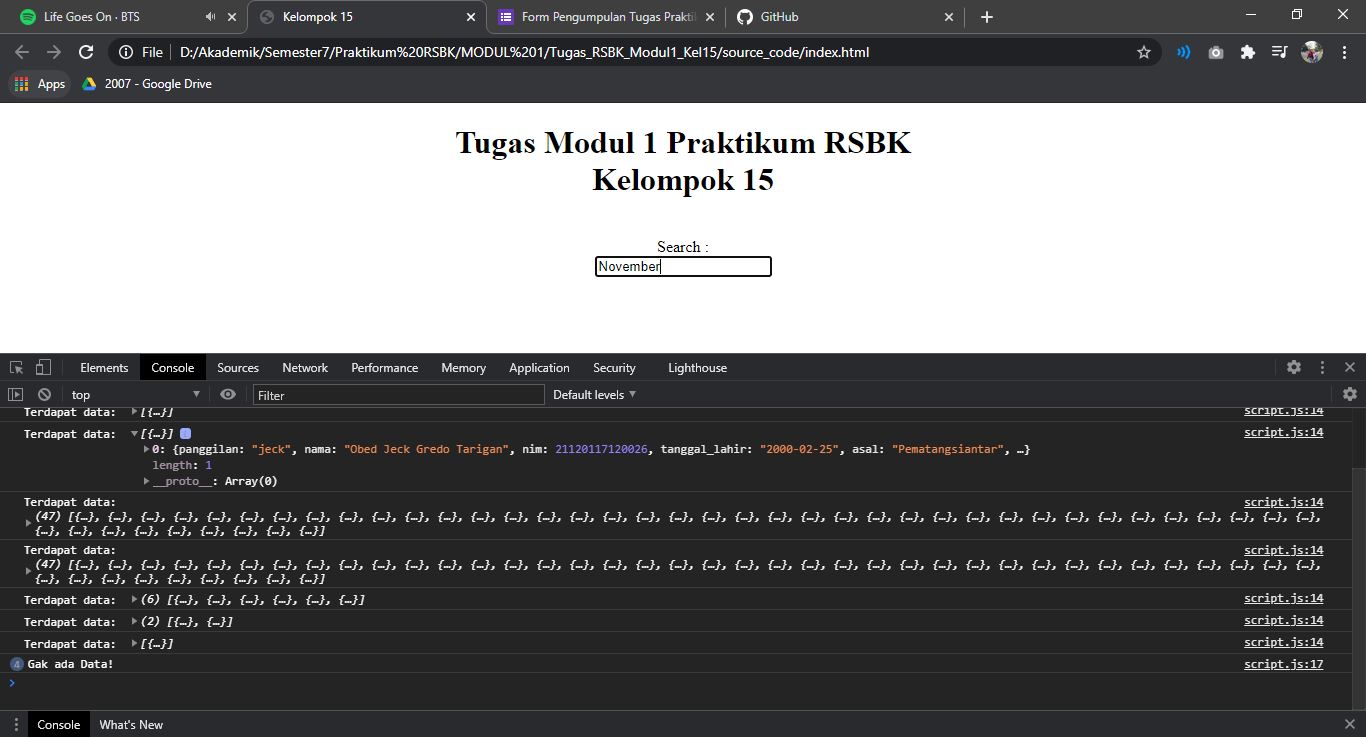 Life Goes On · BTS
Kelompok 15
Form Pengumpulan Tugas Prakti
GitHub
File
D:/Akademik/Semester7/Praktikum%20RSBK/MODUL%201/Tugas_RSBK_Modul1_Kel15/source_code/index.html
Apps
2007 - Google Drive
Tugas Modul 1 Praktikum RSBK
Kelompok 15
Search :
November
Elements Console Sources Network Performance Memory Application Security Lighthouse
top Filter Default levels
Terdapat data: [{…}] script.js:14
Terdapat data: [{…}] script.js:14
0: {panggilan: "jeck", nama: "Obed Jeck Gredo Tarigan", nim: 21120117120026, tanggal_lahir: "2000-02-25", asal: "Pematangsiantar", …}
length: 1
__proto__: Array(0)
Terdapat data: script.js:14
(47) [{…}, {…}, {…}, {…}, {…}, {…}, {…}, {…}, {…}, {…}, {…}, {…}, {…}, {…}, {…}, {…}, {…}, {…}, {…}, {…}, {…}, {…}, {…}, {…}, {…}, {…}, {…}, {…}, {…}, {…}, {…}, {…}, {…}, {…}, {…}, {…}, {…}, {…},
{…}, {…}, {…}, {…}, {…}, {…}, {…}, {…}, {…}]
Terdapat data: script.js:14
(47) [{…}, {…}, {…}, {…}, {…}, {…}, {…}, {…}, {…}, {…}, {…}, {…}, {…}, {…}, {…}, {…}, {…}, {…}, {…}, {…}, {…}, {…}, {…}, {…}, {…}, {…}, {…}, {…}, {…}, {…}, {…}, {…}, {…}, {…}, {…}, {…}, {…}, {…},
{…}, {…}, {…}, {…}, {…}, {…}, {…}, {…}, {…}]
Terdapat data: (6) [{…}, {…}, {…}, {…}, {…}, {…}] script.js:14
Terdapat data: (2) [{…}, {…}] script.js:14
Terdapat data: [{…}] script.js:14
4 Gak ada Data! script.js:17
Console What's New